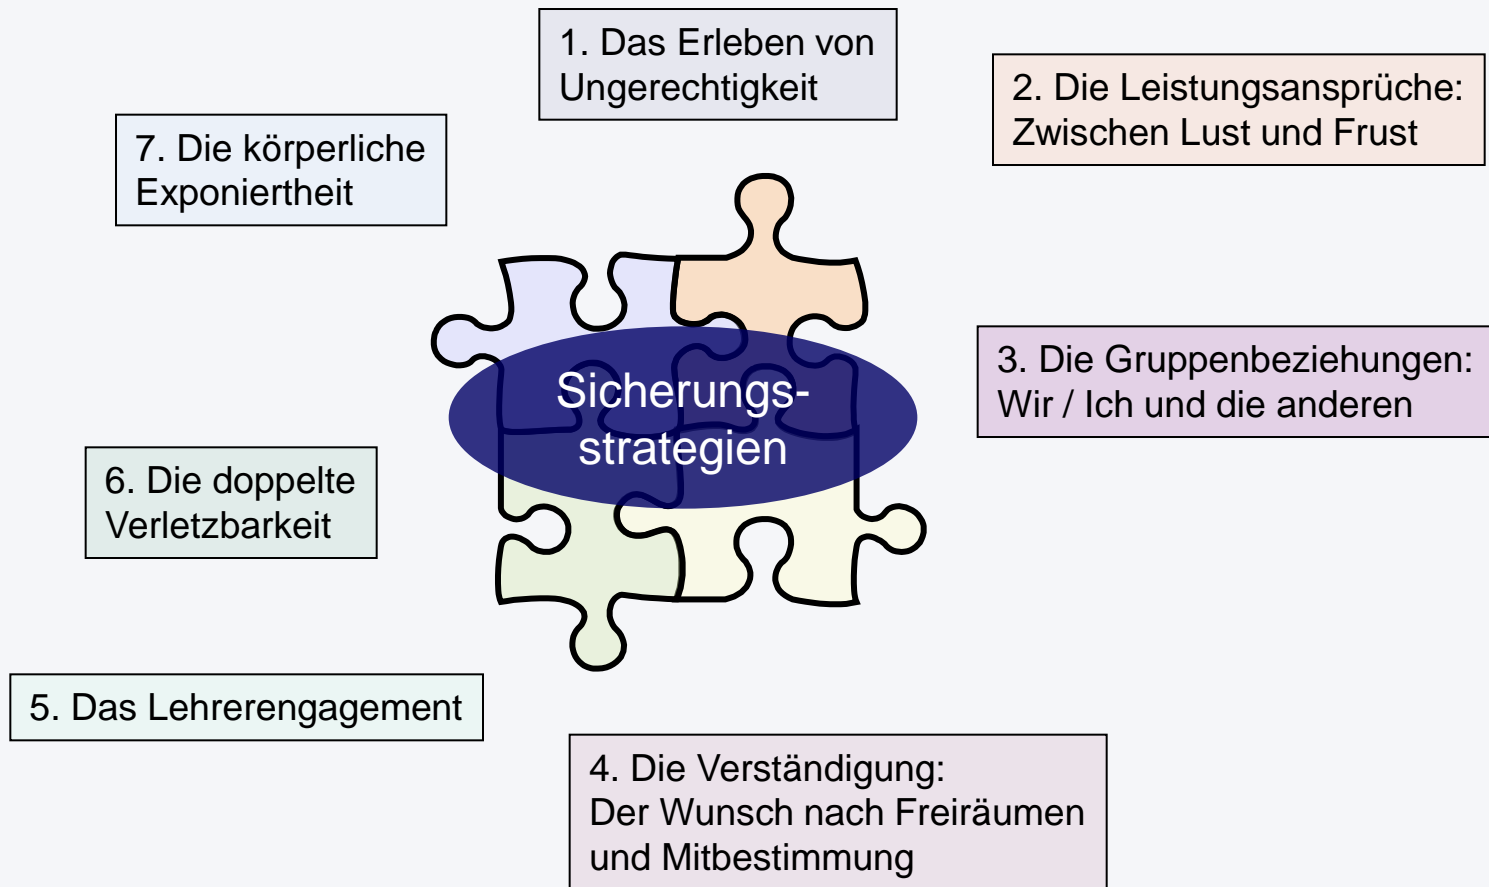 1. Das Erleben von
Ungerechtigkeit
2. Die Leistungsansprüche:
Zwischen Lust und Frust
7. Die körperliche
Exponiertheit
3. Die Gruppenbeziehungen:
Wir / Ich und die anderen
Sicherungs-
strategien
6. Die doppelte
Verletzbarkeit
5. Das Lehrerengagement
4. Die Verständigung:
Der Wunsch nach Freiräumen
und Mitbestimmung